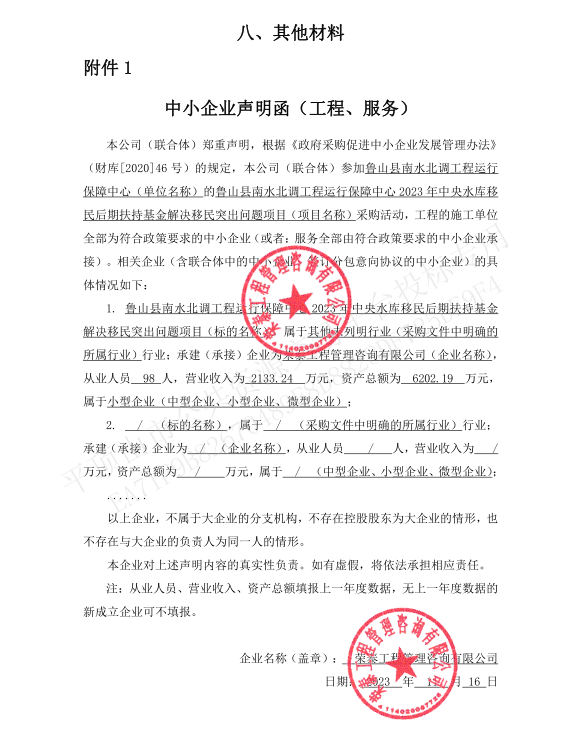 八、其他材料
附件 1
中小企业声明函（工程、服务）
本公司（联合体）郑重声明，根据《政府采购促进中小企业发展管理办法》
（财库[2020]46 号）的规定，本公司（联合体）参加鲁山县南水北调工程运行
保障中心（单位名称）的鲁山县南水北调工程运行保障中心 2023 年中央水库移
民后期扶持基金解决移民突出问题项目（项目名称）采购活动，工程的施工单位
全部为符合政策要求的中小企业（或者：服务全部由符合政策要求的中小企业承
接）。相关企业（含联合体中的中小企业、签订分包意向协议的中小企业）的具
体情况如下：
1. 鲁山县南水北调工程运行保障中心 2023 年中央水库移民后期扶持基金
解决移民突出问题项目（标的名称），属于其他未列明行业（采购文件中明确的
所属行业）行业；承建（承接）企业为荣泰工程管理咨询有限公司（企业名称），
从业人员 98 人，营业收入为 2133.24 万元，资产总额为 6202.19 万元，
属于小型企业（中型企业、小型企业、微型企业）；
2. / （标的名称），属于 / （采购文件中明确的所属行业）行业；
承建（承接）企业为 / （企业名称），从业人员 / 人，营业收入为 /
万元，资产总额为 / 万元，属于 / （中型企业、小型企业、微型企业）；
.......
以上企业，不属于大企业的分支机构，不存在控股股东为大企业的情形，也
不存在与大企业的负责人为同一人的情形。
本企业对上述声明内容的真实性负责。如有虚假，将依法承担相应责任。
注：从业人员、营业收入、资产总额填报上一年度数据，无上一年度数据的
新成立企业可不填报。
企业名称（盖章）： 荣泰工程管理咨询有限公司
日期： 2023 年 11 月 16 日